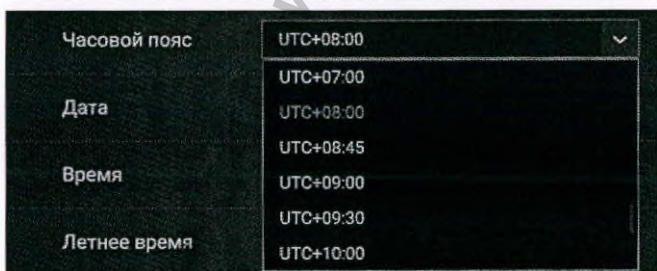 Часовой пояс UTC+08:00
UTC+07:00
Дата UTC+08:00
UTC+08:45
Время UTC+09:00
UTC+09:30
Летнее время UTC+10:00